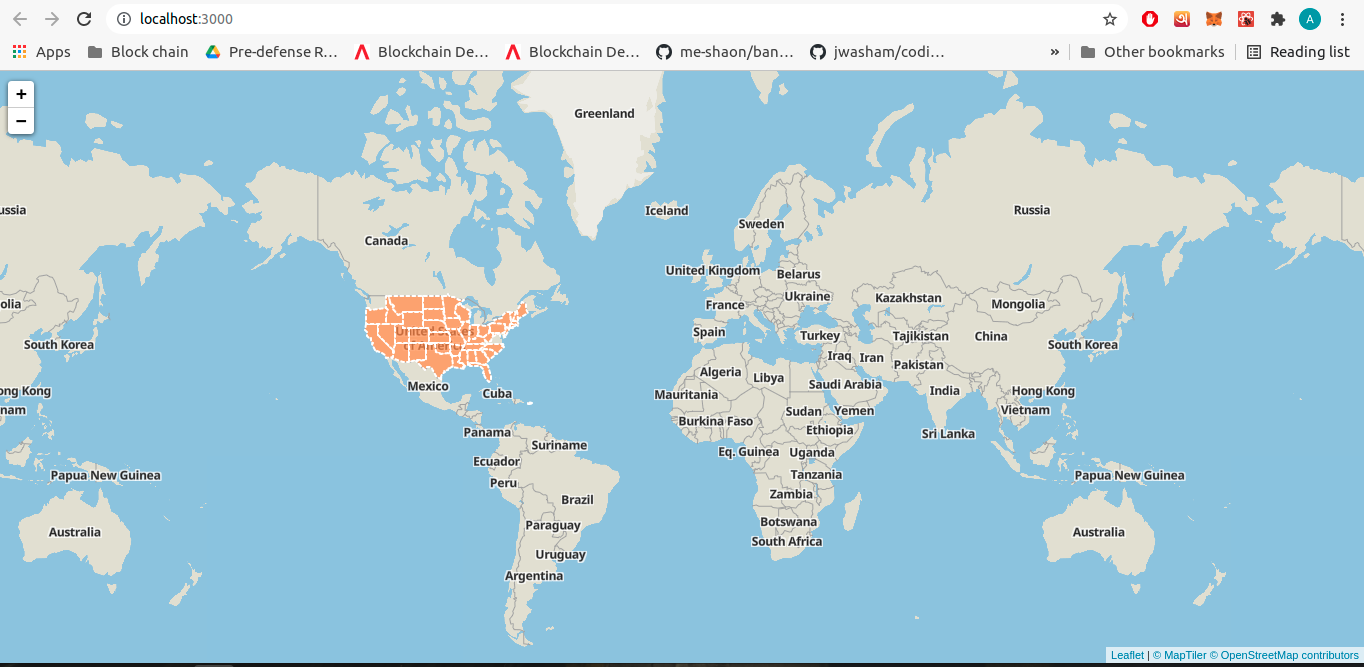 localhost:3000
A
Apps
Block chain
Pre-defense R...
Blockchain De...
Blockchain De...
me-shaon/ban...
jwasham/codi...
»
Other bookmarks
Reading list
+
−
Greenland
Iceland
ussia
Canada
Sweden
Russia
United Kingdom
Belarus
Ukraine
France
Kazakhstan
Mongolia
olia
United States
of America
Spain
Turkey
Tajikistan
China
South Korea
South Korea
Iraq
Iran
Pakistan
Algeria
Libya
Mexico
Cuba
Mauritania
Saudi Arabia
India
Hong Kong
ong Kong
nam
Sudan
Yemen
Vietnam
Burkina Faso
Ethiopia
Panama
Sri Lanka
Suriname
Eq. Guinea
Uganda
Ecuador
Papua New Guinea
Peru
Tanzania
Papua New Guinea
Brazil
Zambia
Australia
Paraguay
Botswana
Australia
South Africa
Uruguay
Argentina
Leaflet | © MapTiler © OpenStreetMap contributors